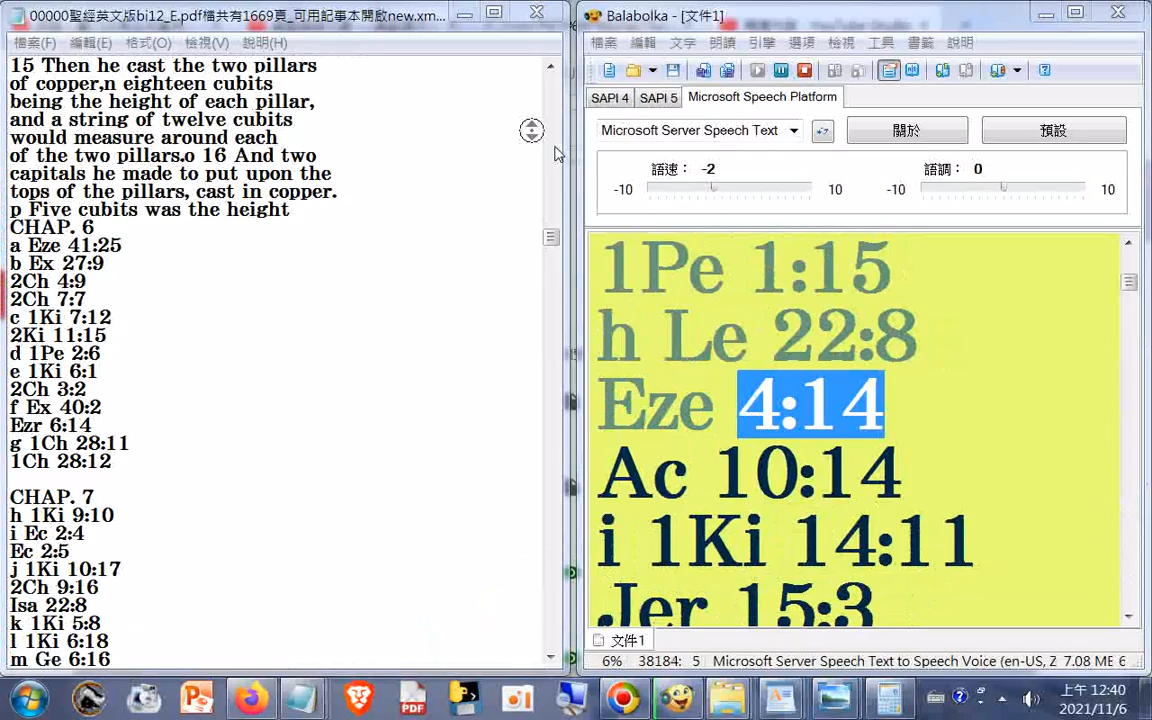 00000聖經英文版bi12_E.pdf檔共有1669頁_可用記事本開啟new.xm...
檔案(F) 編輯(E) 格式(O) 檢視(V) 說明(H)
15 Then he cast the two pillars
of copper,n eighteen cubits
being the height of each pillar,
and a string of twelve cubits
would measure around each
of the two pillars.o 16 And two
capitals he made to put upon the
tops of the pillars, cast in copper.
p Five cubits was the height
CHAP. 6
a Eze 41:25
b Ex 27:9
2Ch 4:9
2Ch 7:7
c 1Ki 7:12
2Ki 11:15
d 1Pe 2:6
e 1Ki 6:1
2Ch 3:2
f Ex 40:2
Ezr 6:14
g 1Ch 28:11
1Ch 28:12
CHAP. 7
h 1Ki 9:10
i Ec 2:4
Ec 2:5
j 1Ki 10:17
2Ch 9:16
Isa 22:8
k 1Ki 5:8
l 1Ki 6:18
m Ge 6:16
Balabolka - [文件1]
檔案 編輯 文字 朗讀 引擎 選項 檢視 工具 書籤 說明
SAPI 4 SAPI 5 Microsoft Speech Platform
Microsoft Server Speech Text 關於 預設
語速: -2 語調: 0
-10 10 -10 10
1Pe 1:15
h Le 22:8
Eze 4:14
Ac 10:14
i 1Ki 14:11
Jer 15:3
文件1
6% 38184: 5 Microsoft Server Speech Text to Speech Voice (en-US, Z 7.08 ME 6
PDF
上午 12:40
2021/11/6